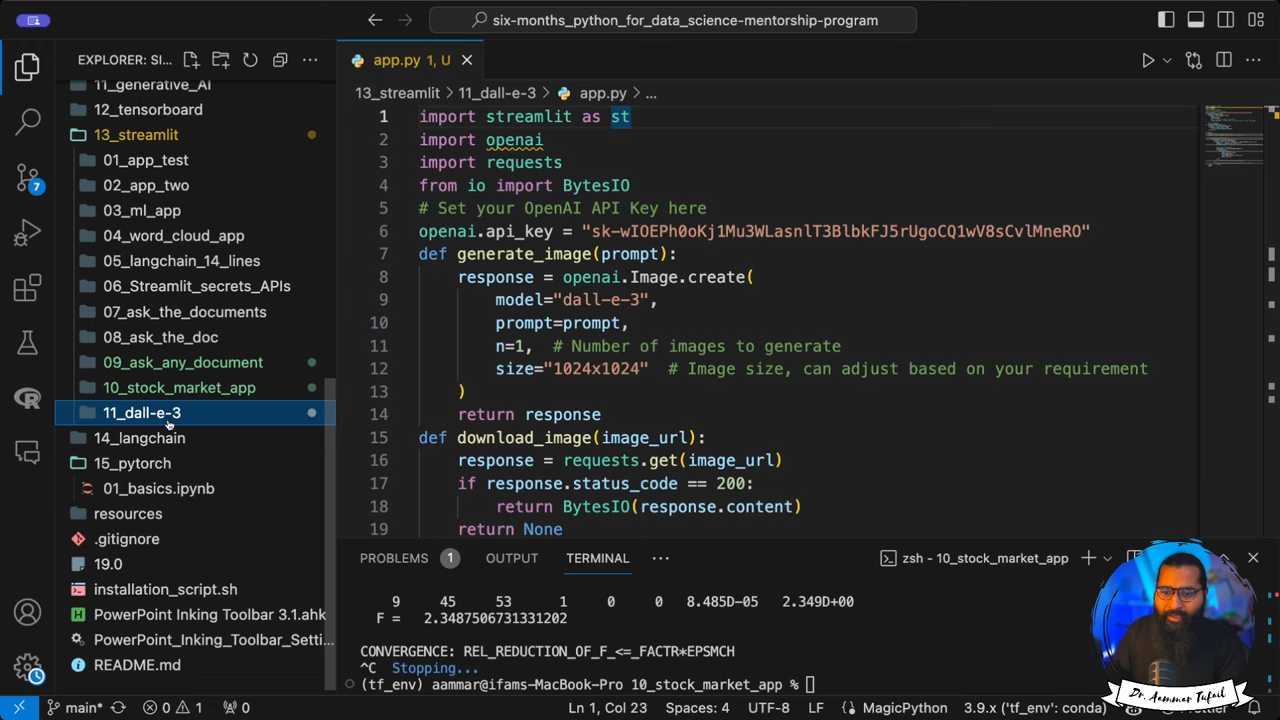 six-months_python_for_data_science-mentorship-program
EXPLORER: SI...
11_generative_AI
12_tensorboard
13_streamlit
01_app_test
02_app_two
03_ml_app
04_word_cloud_app
05_langchain_14_lines
06_Streamlit_secrets_APIs
07_ask_the_documents
08_ask_the_doc
09_ask_any_document
10_stock_market_app
11_dall-e-3
14_langchain
15_pytorch
01_basics.ipynb
resources
.gitignore
19.0
installation_script.sh
PowerPoint Inking Toolbar 3.1.ahk
PowerPoint_Inking_Toolbar_Setti...
README.md
7
app.py 1, U
13_streamlit > 11_dall-e-3 > app.py > ...
1 import streamlit as st
2 import openai
3 import requests
4 from io import BytesIO
5 # Set your OpenAI API Key here
6 openai.api_key = "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"
7 def generate_image(prompt):
8 response = openai.Image.create(
9 model="dall-e-3",
10 prompt=prompt,
11 n=1, # Number of images to generate
12 size="1024x1024" # Image size, can adjust based on your requirement
13 )
14 return response
15 def download_image(image_url):
16 response = requests.get(image_url)
17 if response.status_code == 200:
18 return BytesIO(response.content)
19 return None
PROBLEMS 1 OUTPUT TERMINAL ...
zsh - 10_stock_market_app
9 45 53 1 0 0 8.485D-05 2.349D+00
F = 2.3487506731331202
CONVERGENCE: REL_REDUCTION_OF_F_<=_FACTR*EPSMCH
^C Stopping...
(tf_env) aammar@ifams-MacBook-Pro 10_stock_market_app %
Dr. Aammar Tufail
main* 0 1 0
Ln 1, Col 23 Spaces: 4 UTF-8 LF MagicPython 3.9.x ('tf_env': conda) Prettier